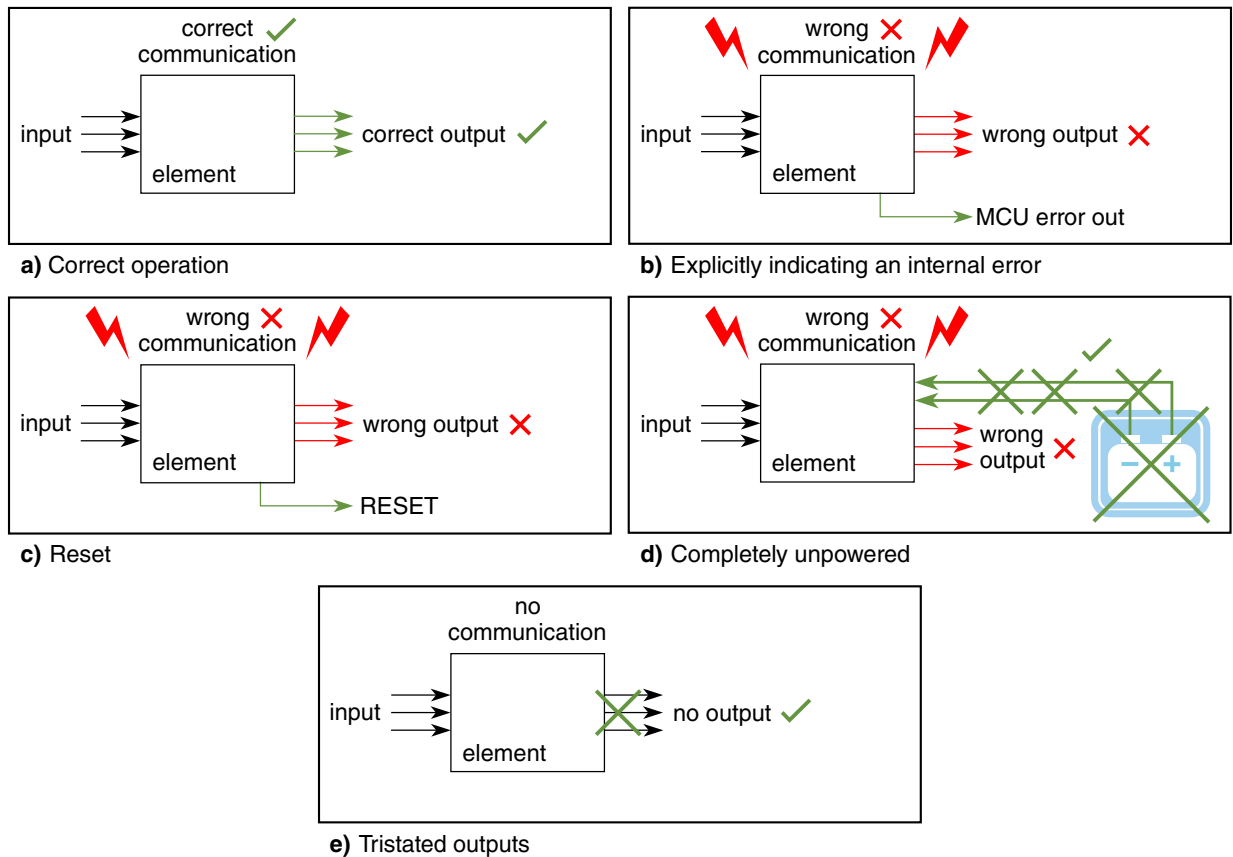 correct
communication
input
correct output
element
a) Correct operation
wrong
communication
input
wrong output
element
MCU error out
b) Explicitly indicating an internal error
wrong
communication
input
wrong output
element
RESET
c) Reset
wrong
communication
input
wrong
output
element
− +
d) Completely unpowered
no
communication
input
no output
element
e) Tristated outputs